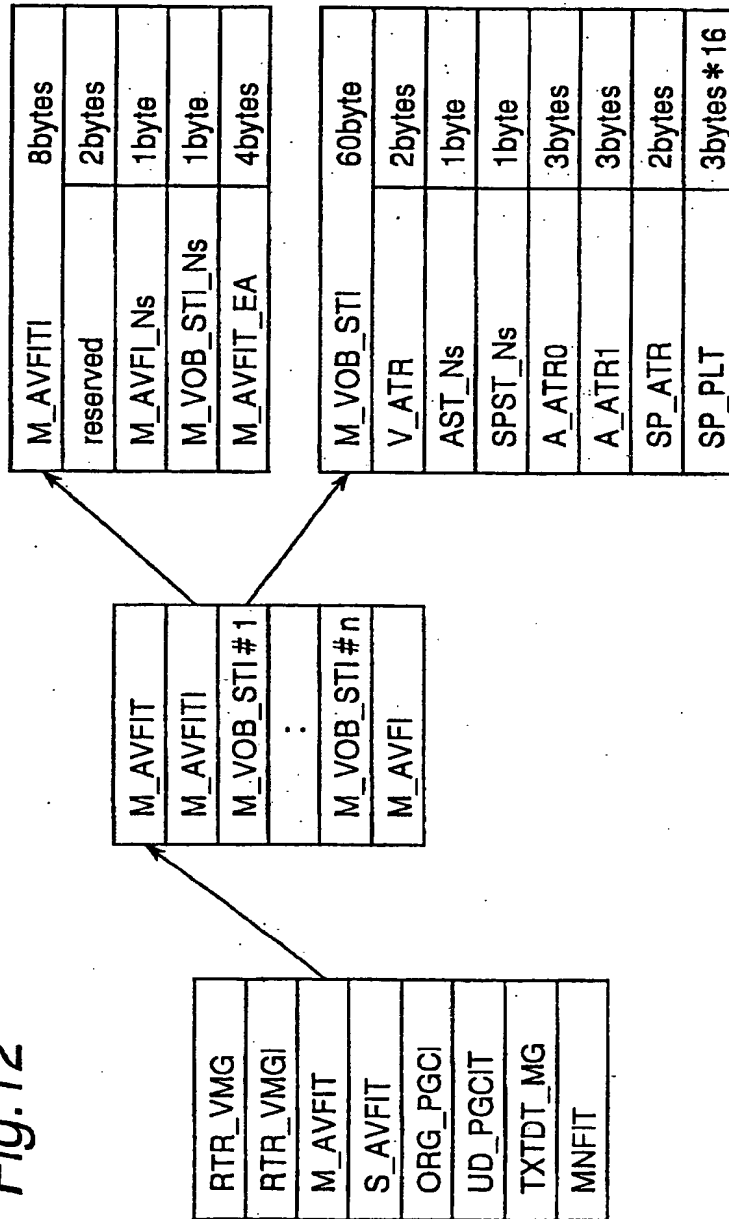 Fig.12
RTR_VMG
RTR_VMGI
M_AVFIT
S_AVFIT
ORG_PGCI
UD_PGCIT
TXTDT_MG
MNFIT
M_AVFIT
M_AVFITI
M_VOB_STI#1
:
M_VOB_STI#n
M_AVFI
M_AVFITI 8bytes
reserved 2bytes
M_AVFI_Ns 1byte
M_VOB_STI_Ns 1byte
M_AVFIT_EA 4bytes
M_VOB_STI 60byte
V_ATR 2bytes
AST_Ns 1byte
SPST_Ns 1byte
A_ATR0 3bytes
A_ATR1 3bytes
SP_ATR 2bytes
SP_PLT 3bytes*16